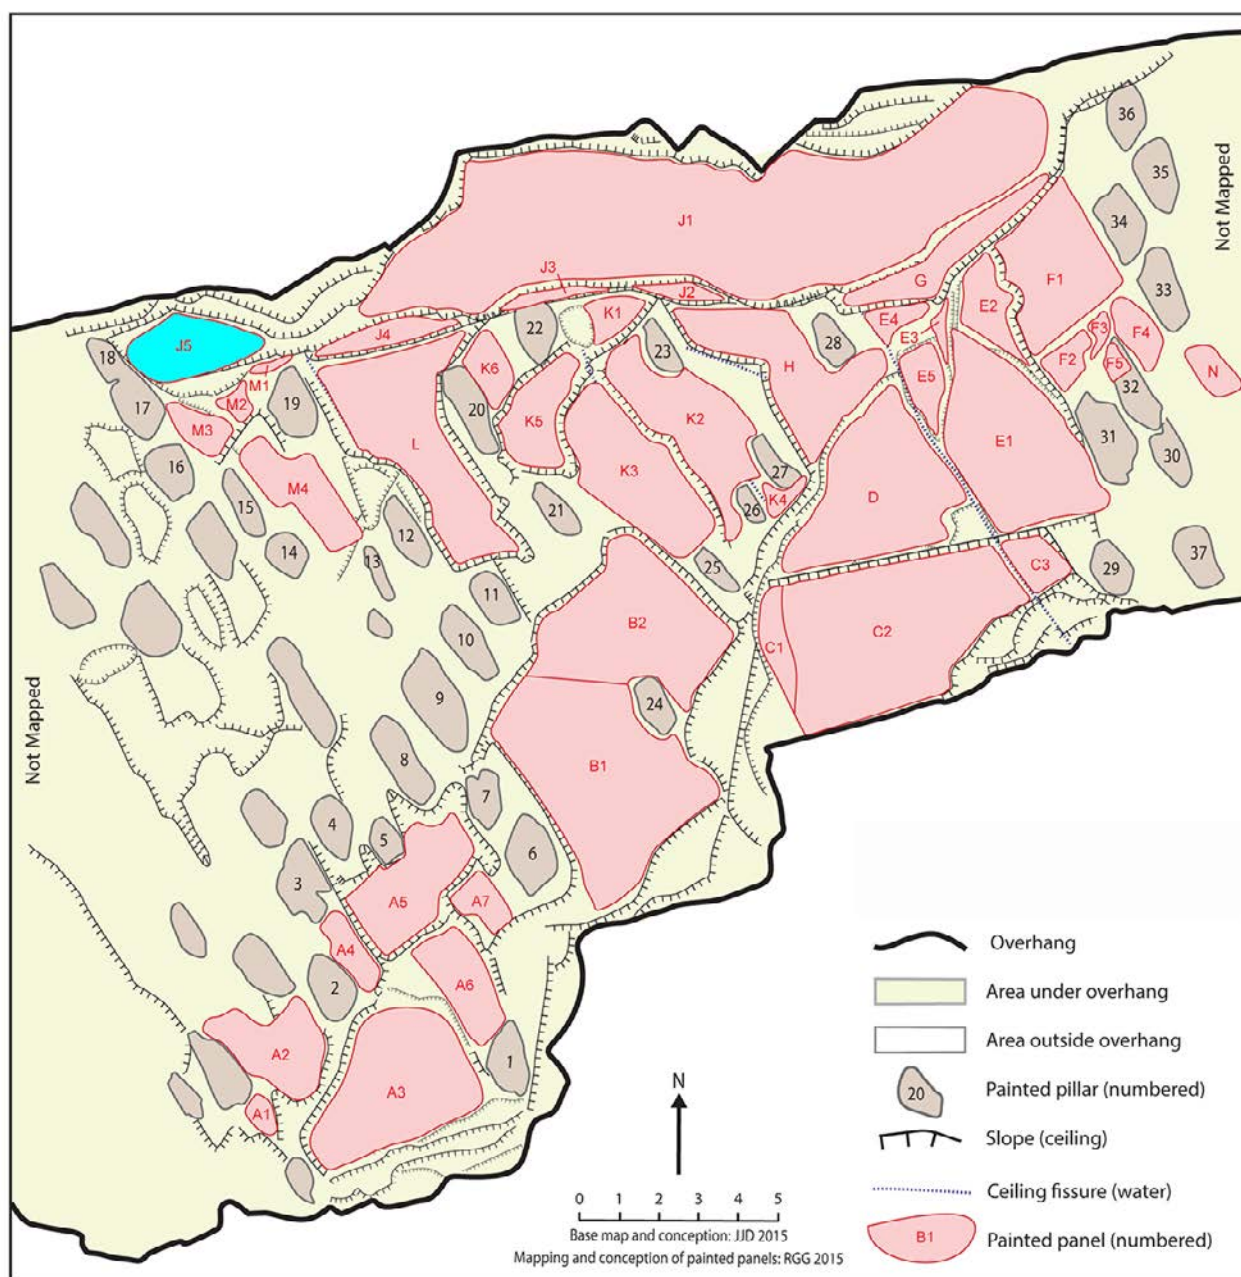 36
35
Not Mapped
34
J1
33
J3
J2
G
F1
E2
J4
22
K1
23
28
E4
E3
F3
F4
F2
F5
J5
18
M1
K6
H
E5
N
32
17
M2
19
20
K5
K2
M3
L
31
30
16
K3
27
E1
M4
15
26
K4
D
21
12
14
13
25
29
37
C3
11
10
B2
C2
C1
9
24
Not Mapped
8
B1
7
4
5
6
3
A5
A7
A4
2
A6
A2
1
A3
A1
Overhang
Area under overhang
Area outside overhang
20
Painted pillar (numbered)
Slope (ceiling)
Ceiling fissure (water)
B1
Painted panel (numbered)
N
0 1 2 3 4 5
Base map and conception: JJD 2015
Mapping and conception of painted panels: RGG 2015